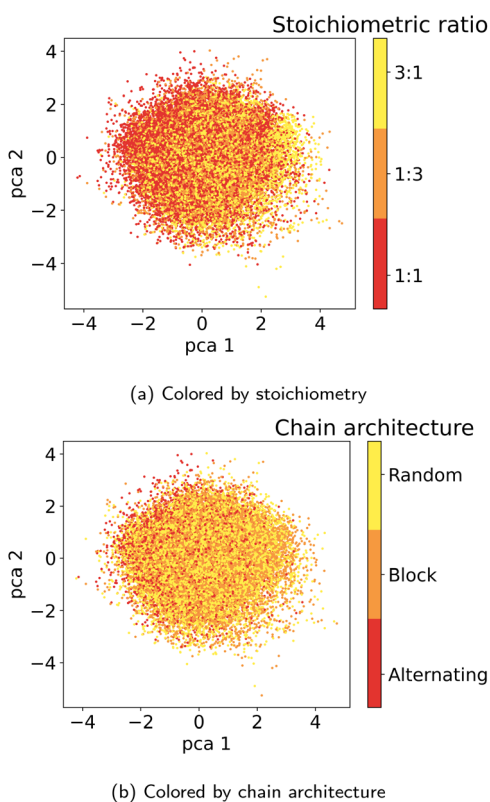 Stoichiometric ratio
4
2
0
−2
−4
pca 2
−4
−2
0
2
4
pca 1
3:1
1:3
1:1
(a) Colored by stoichiometry
Chain architecture
4
2
0
−2
−4
pca 2
−4
−2
0
2
4
pca 1
Random
Block
Alternating
(b) Colored by chain architecture